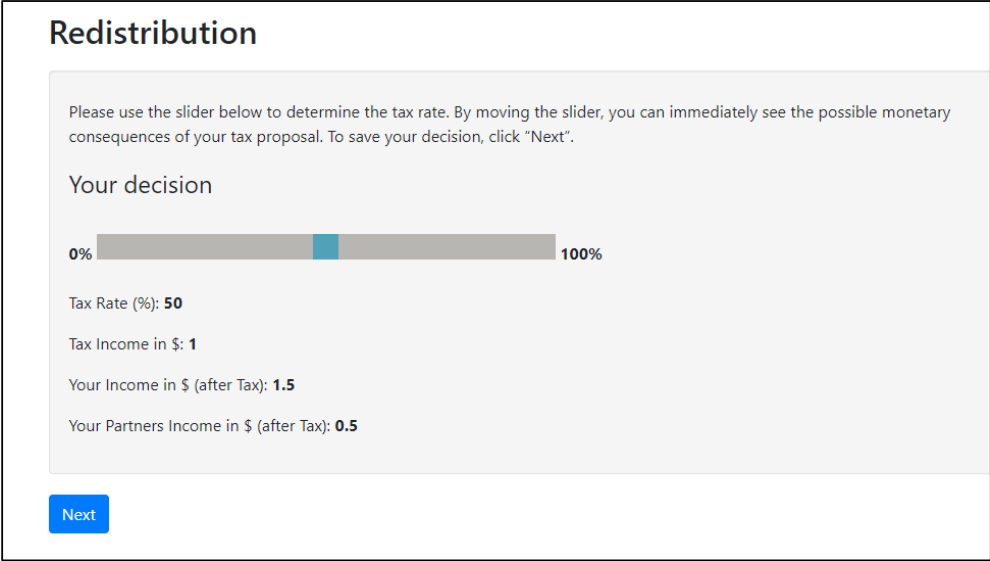 Redistribution
Please use the slider below to determine the tax rate. By moving the slider, you can immediately see the possible monetary
consequences of your tax proposal. To save your decision, click “Next”.
Your decision
0% 100%
Tax Rate (%): 50
Tax Income in $: 1
Your Income in $ (after Tax): 1.5
Your Partners Income in $ (after Tax): 0.5
Next